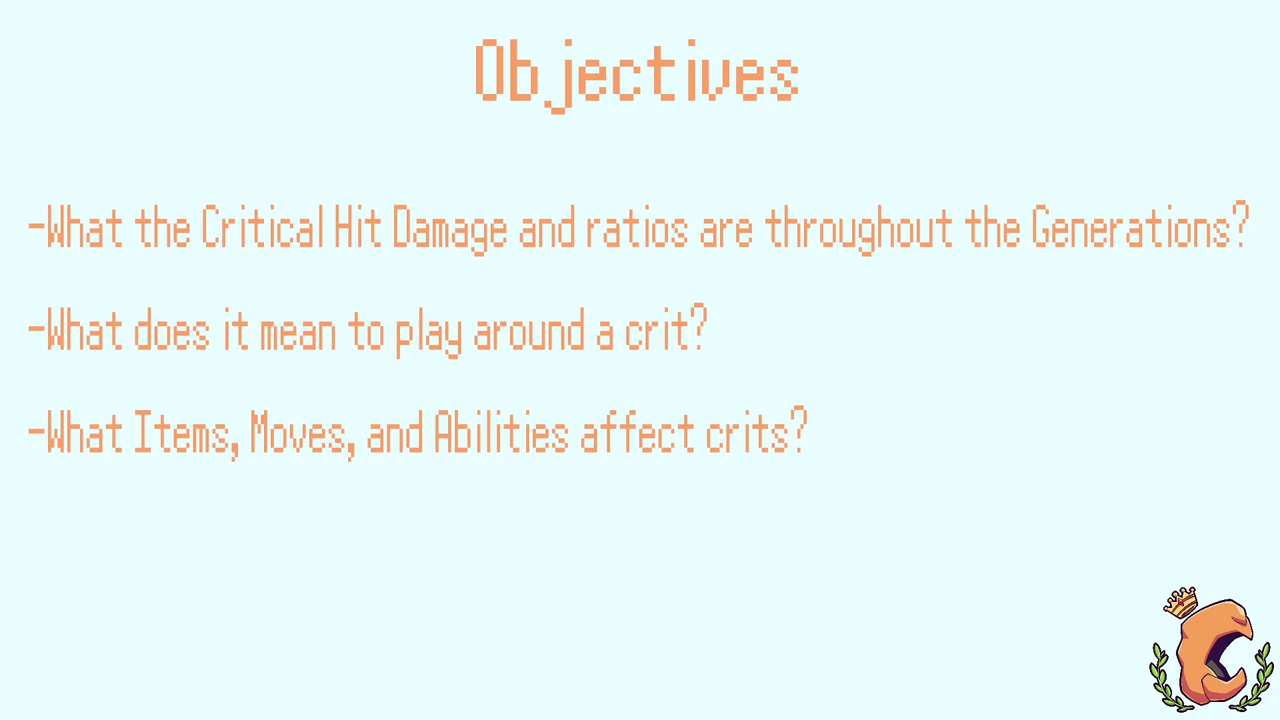 Objectives
-What the Critical Hit Damage and ratios are throughout the Generations?
-What does it mean to play around a crit?
-What Items, Moves, and Abilities affect crits?